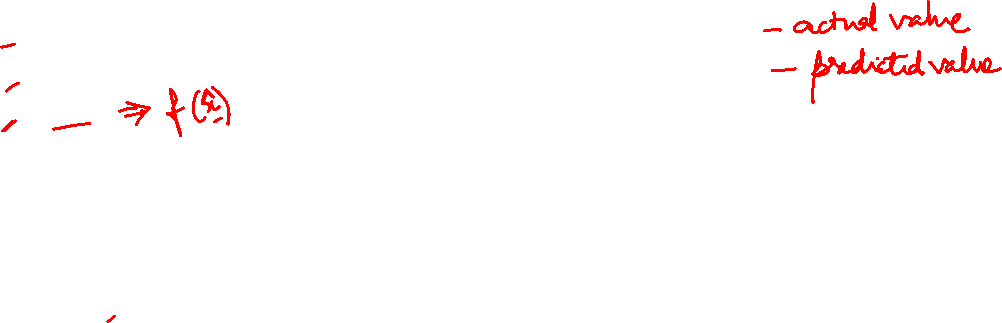 - actual value
- predicted value
⇒ f(x)